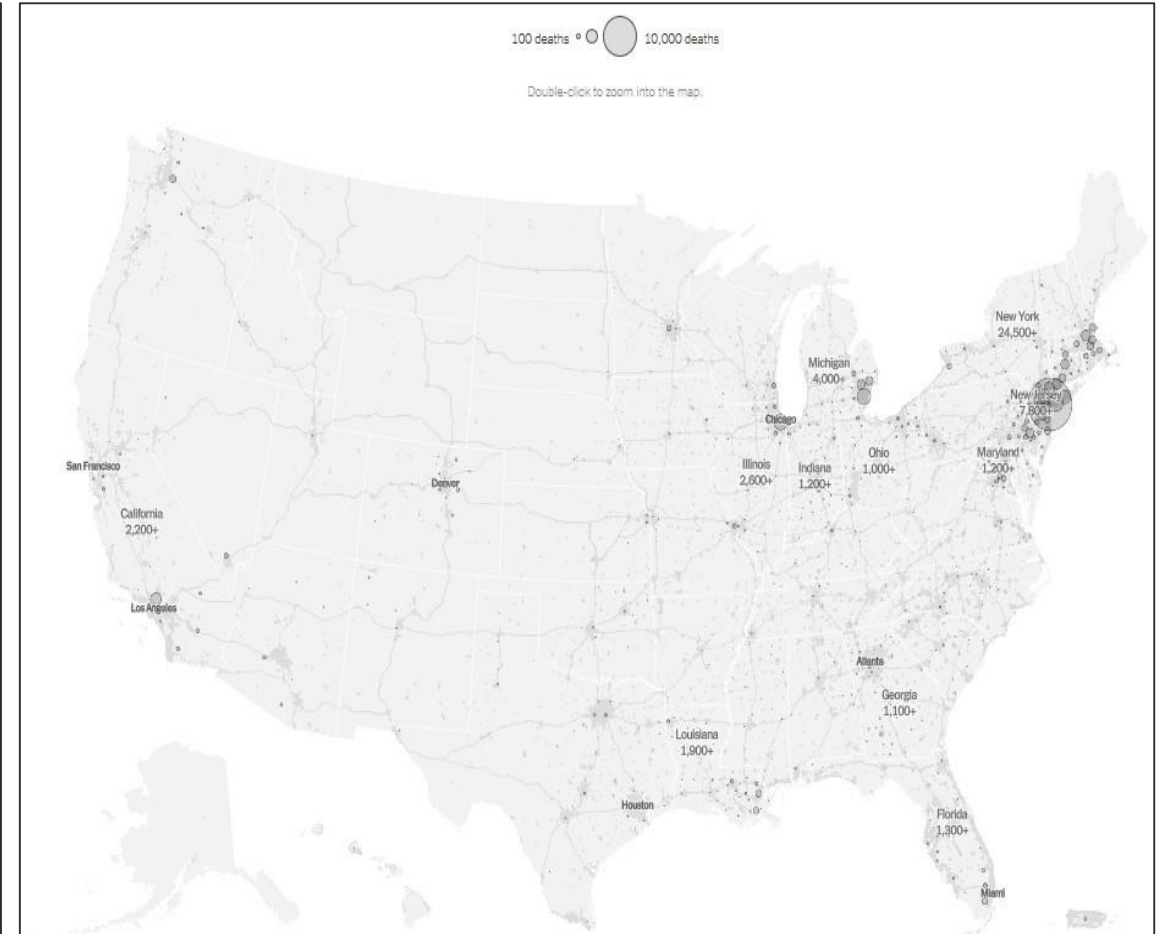 100 deaths 10,000 deaths
Double-click to zoom into the map.
New York
24,500+
Michigan
4,000+
New Jersey
7,800+
Chicago
Ohio
1,000+
Maryland
1,200+
Illinois
2,600+
Indiana
1,200+
San Francisco
Denver
California
2,200+
Los Angeles
Atlanta
Georgia
1,100+
Louisiana
1,900+
Houston
Florida
1,300+
Miami